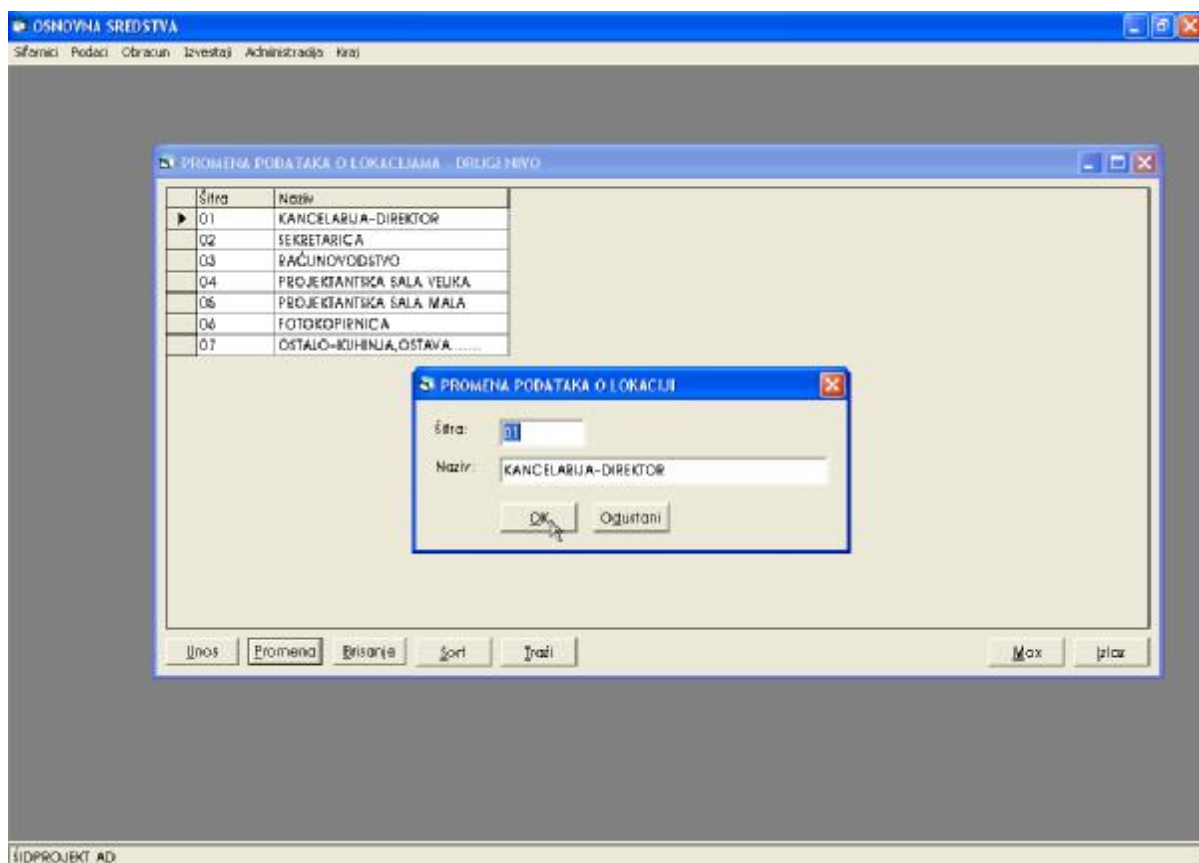 OSNOVNA SREDSTVA
Sifarnici Podaci Obracun Izvestaji Administracija Kraj
PROMENA PODATAKA O LOKACIJAMA - DRUGI NIVO
Šifra Naziv
01 KANCELARIJA-DIREKTOR
02 SEKRETARICA
03 RAČUNOVODSTVO
04 PROJEKTANTSKA SALA VELIKA
05 PROJEKTANTSKA SALA MALA
06 FOTOKOPIRNICA
07 OSTALO-KUHINJA,OSTAVA.......
PROMENA PODATAKA O LOKACIJI
Šifra: 01
Naziv: KANCELARIJA-DIREKTOR
OK Odustani
Unos Promena Brisanje Sort Traži Max Izlaz
ŠIDPROJEKT AD